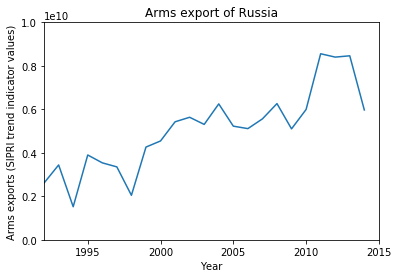 Arms export of Russia
1e10
Arms exports (SIPRI trend indicator values)
1.0
0.8
0.6
0.4
0.2
0.0
1995
2000
2005
2010
2015
Year